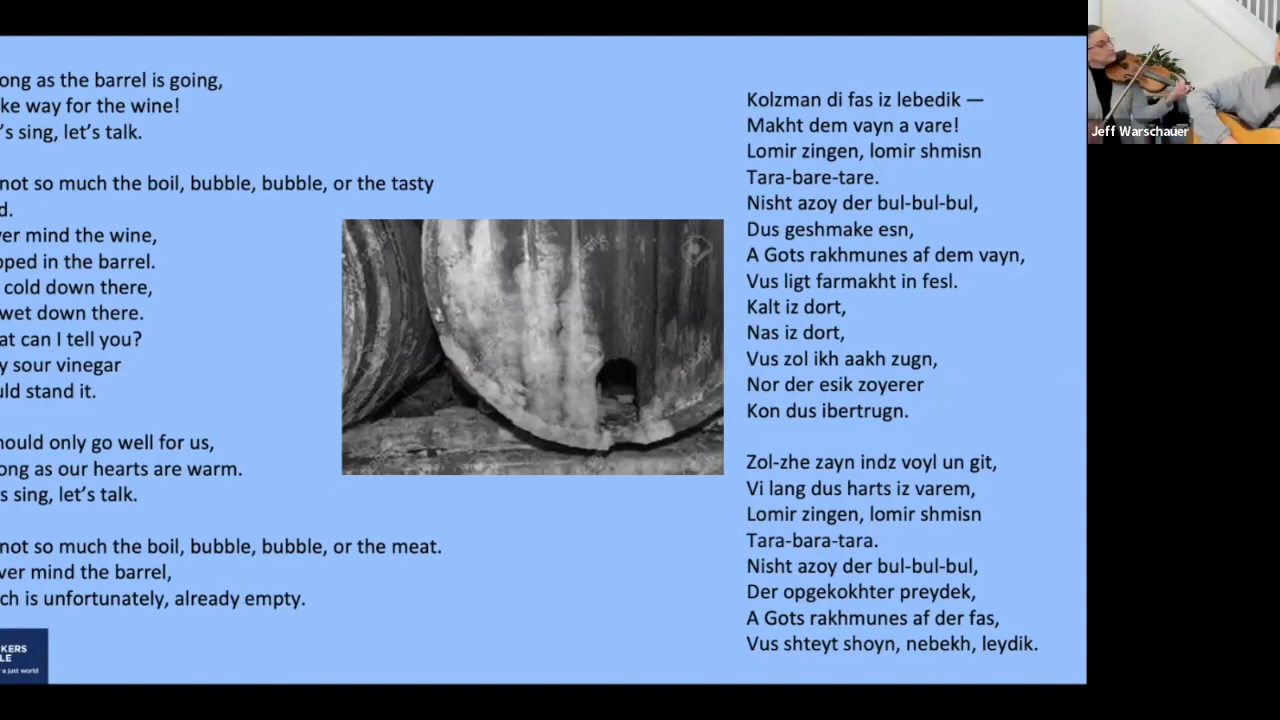 ong as the barrel is going,
ke way for the wine!
's sing, let's talk.
not so much the boil, bubble, bubble, or the tasty
d.
er mind the wine,
pped in the barrel.
cold down there,
wet down there.
at can I tell you?
y sour vinegar
uld stand it.
hould only go well for us,
ong as our hearts are warm.
s sing, let's talk.
not so much the boil, bubble, bubble, or the meat.
ver mind the barrel,
ch is unfortunately, already empty.
KERS
LE
a just world
Kolzman di fas iz lebedik —
Makht dem vayn a vare!
Lomir zingen, lomir shmisn
Tara-bare-tare.
Nisht azoy der bul-bul-bul,
Dus geshmake esn,
A Gots rakhmunes af dem vayn,
Vus ligt farmakht in fesl.
Kalt iz dort,
Nas iz dort,
Vus zol ikh aakh zugn,
Nor der esik zoyerer
Kon dus ibertrugn.
Zol-zhe zayn indz voyl un git,
Vi lang dus harts iz varem,
Lomir zingen, lomir shmisn
Tara-bara-tara.
Nisht azoy der bul-bul-bul,
Der opgekokhter preydek,
A Gots rakhmunes af der fas,
Vus shteyt shoyn, nebekh, leydik.
Jeff Warschauer